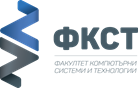 ФКСТ
ФАКУЛТЕТ КОМПЮТЪРНИ
СИСТЕМИ И ТЕХНОЛОГИИ